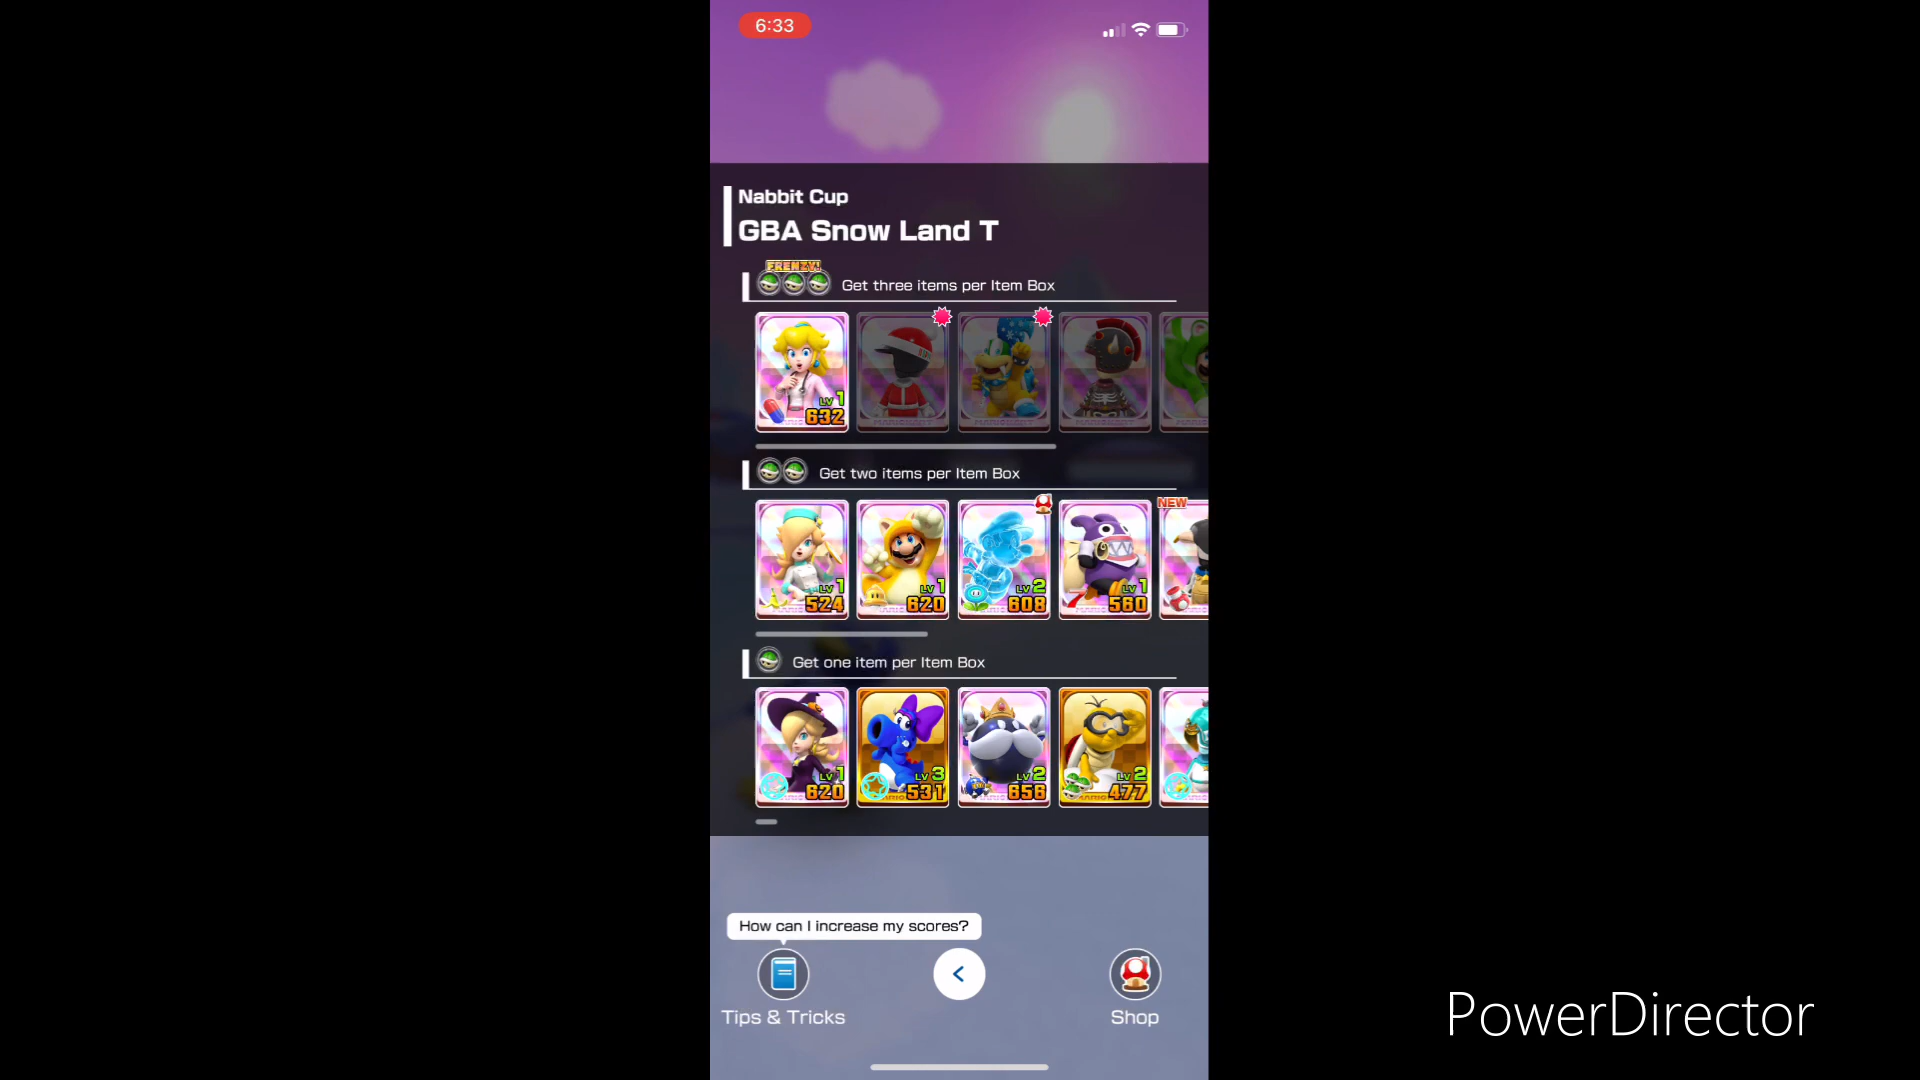 6:33
Nabbit Cup
GBA Snow Land T
FRENZY!
Get three items per Item Box
LV 1
632
Get two items per Item Box
NEW
LV 1
524
LV 1
620
LV 2
608
LV 1
560
Get one item per Item Box
LV 1
620
LV 3
531
LV 2
656
LV 2
477
How can I increase my scores?
Tips & Tricks
<
Shop
PowerDirector